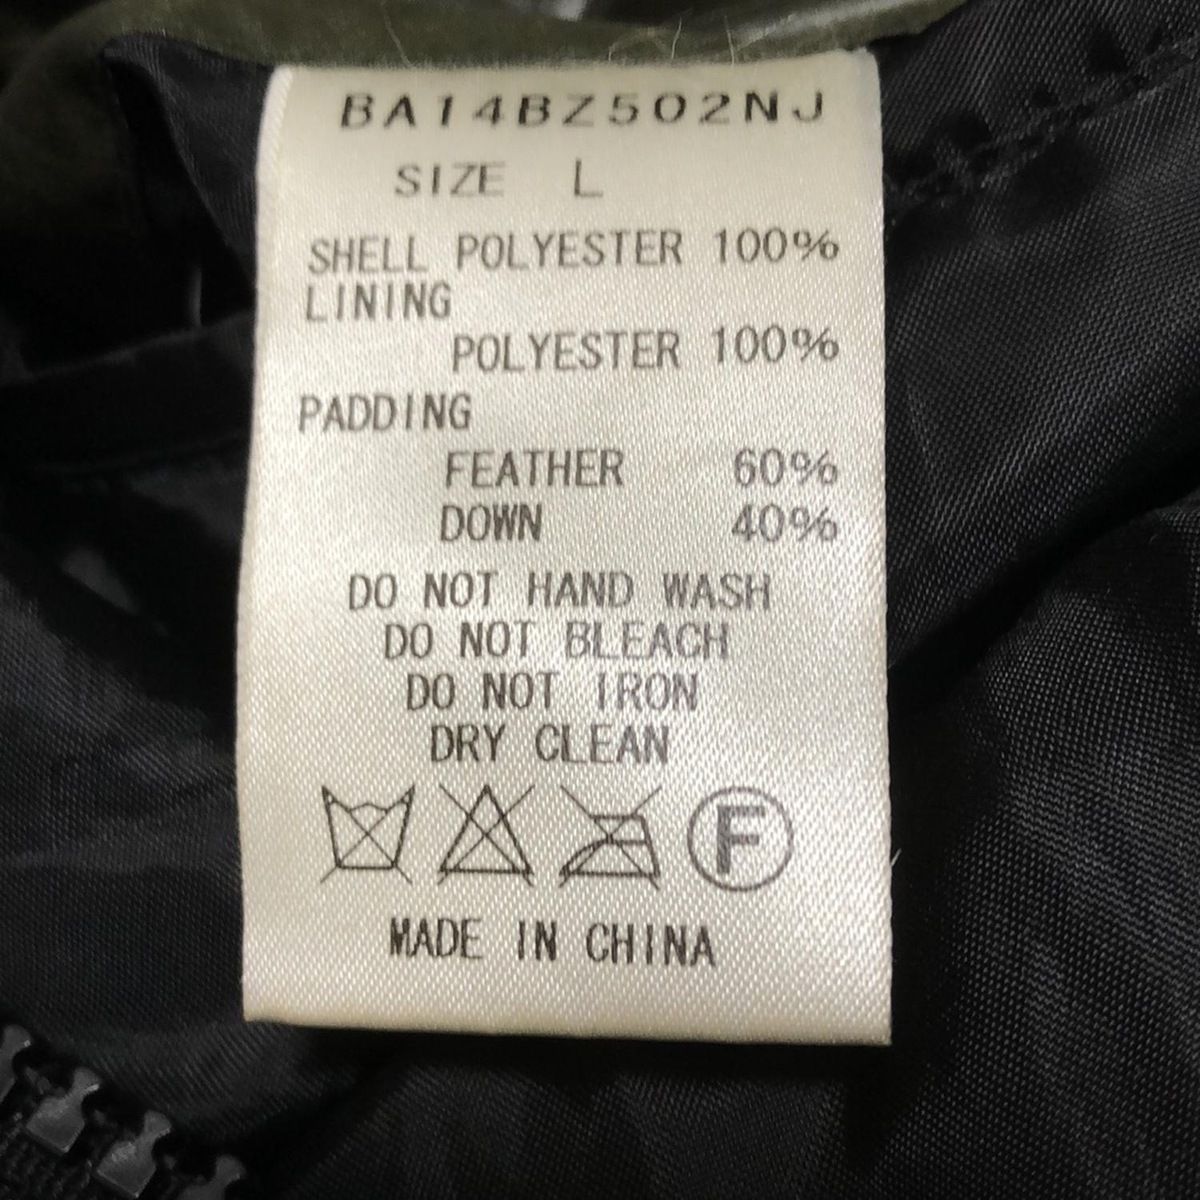 BA14BZ502NJ
SIZE L
SHELL POLYESTER 100%
LINING
POLYESTER 100%
PADDING
FEATHER 60%
DOWN 40%
DO NOT HAND WASH
DO NOT BLEACH
DO NOT IRON
DRY CLEAN
F
MADE IN CHINA